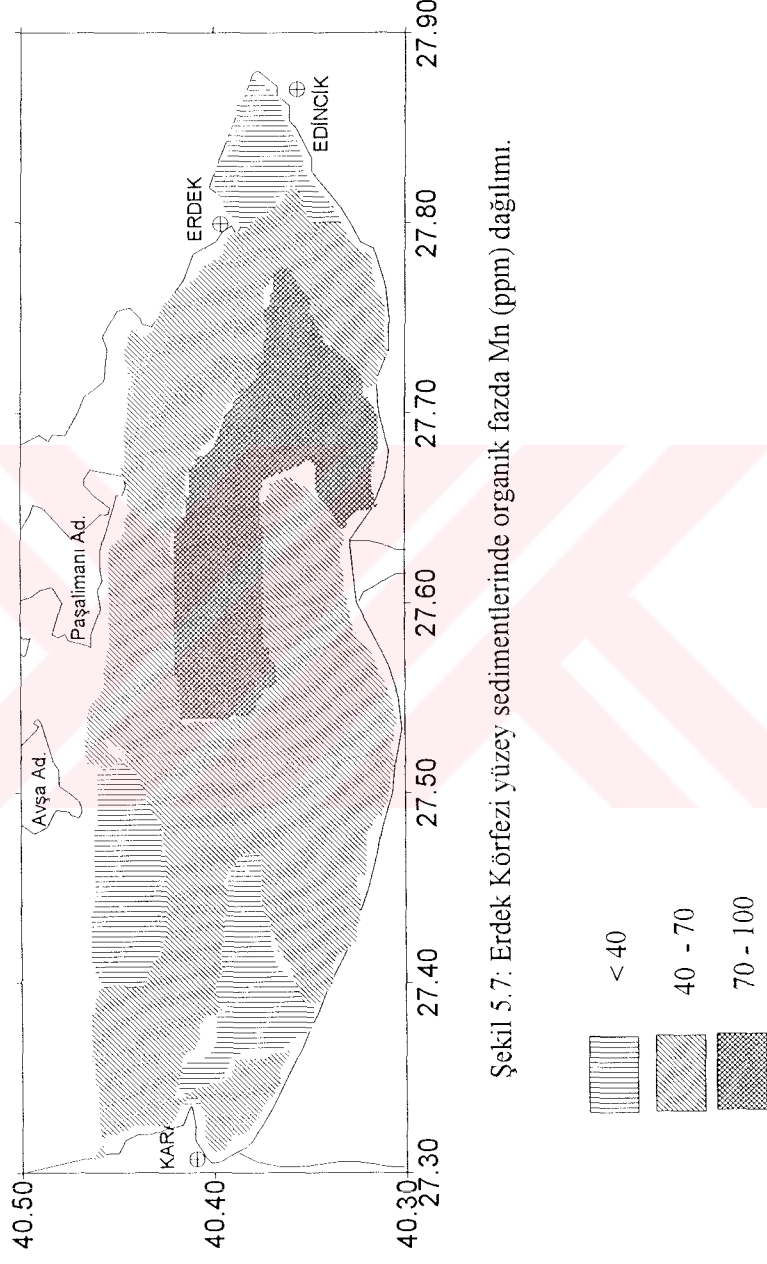 40.50
40.40
40.30
27.30
27.40
27.50
27.60
27.70
27.80
27.90
Avşa Ad.
Paşalimanı Ad.
ERDEK
EDİNCİK
KAR
Şekil 5.7: Erdek Körfezi yüzey sedimentlerinde organik fazda Mn (ppm) dağılımı.
< 40
40 - 70
70 - 100